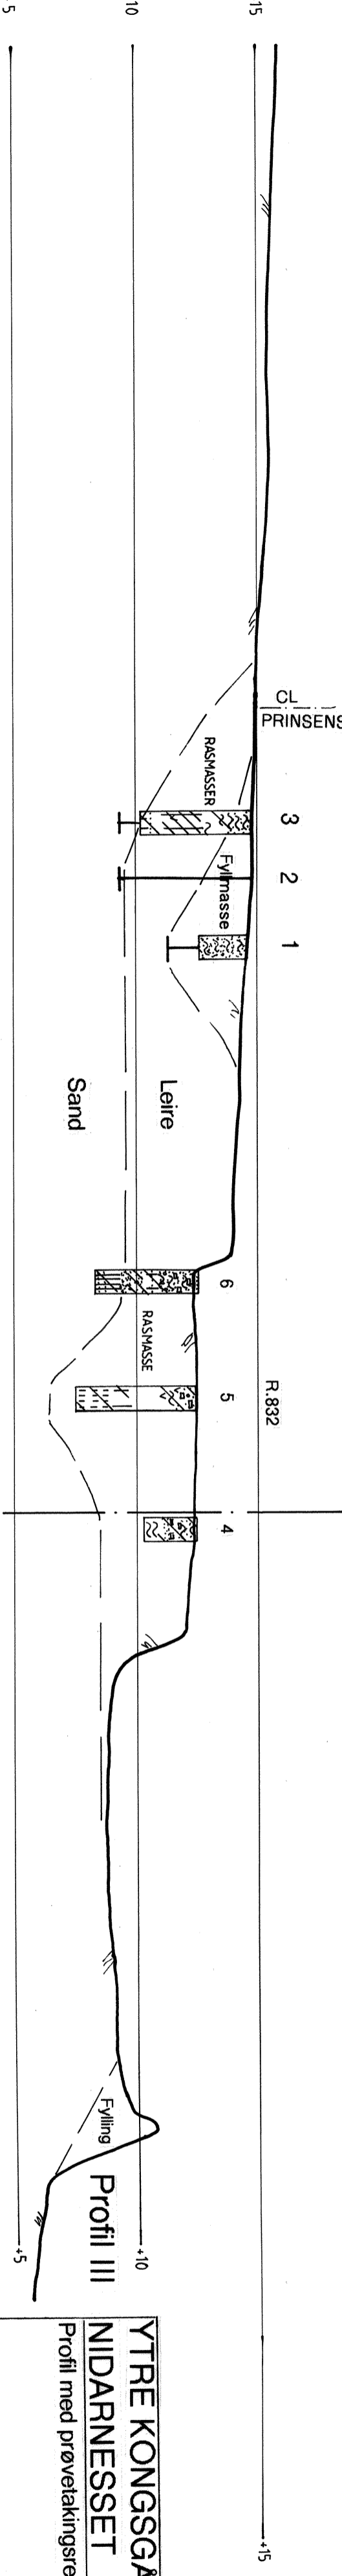 15
10
5
CL
PRINSENS
3
2
1
RASMASSER
Fyllmasse
Leire
Sand
6
5
4
R.832
RASMASSE
Fylling
Profil III
+15
+10
+5
YTRE KONGSGÅ
NIDARNESSET
Profil med prøvetakingsre